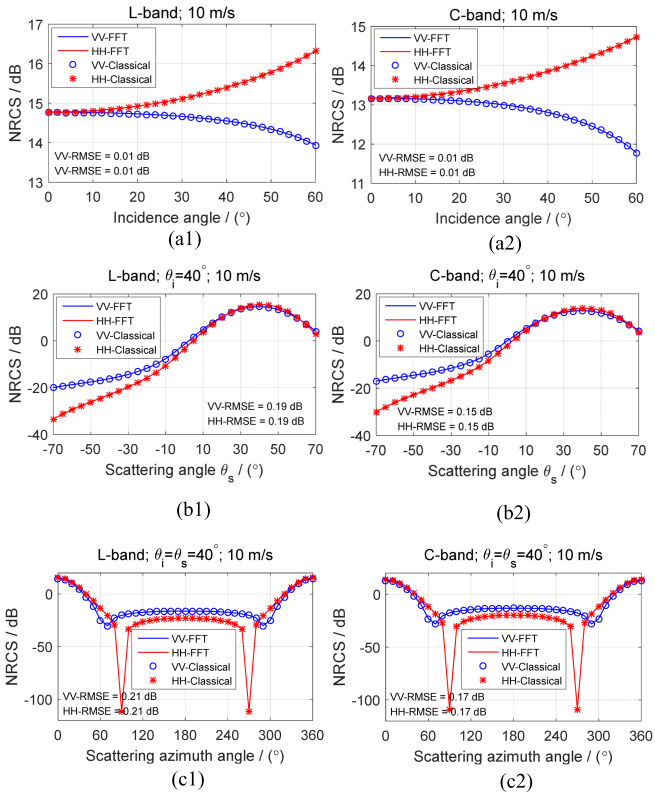 L-band; 10 m/s
NRCS / dB
17
16
15
14
13
VV-FFT
HH-FFT
VV-Classical
HH-Classical
VV-RMSE = 0.01 dB
VV-RMSE = 0.01 dB
0 10 20 30 40 50 60
Incidence angle / (°)
(a1)
C-band; 10 m/s
NRCS / dB
15
14
13
12
11
VV-FFT
HH-FFT
VV-Classical
HH-Classical
VV-RMSE = 0.01 dB
HH-RMSE = 0.01 dB
0 10 20 30 40 50 60
Incidence angle / (°)
(a2)
L-band; θi=40°; 10 m/s
NRCS / dB
20
0
-20
-40
VV-FFT
HH-FFT
VV-Classical
HH-Classical
VV-RMSE = 0.19 dB
HH-RMSE = 0.19 dB
-70 -50 -30 -10 10 30 50 70
Scattering angle θs / (°)
(b1)
C-band; θi=40°; 10 m/s
NRCS / dB
20
0
-20
-40
VV-FFT
HH-FFT
VV-Classical
HH-Classical
VV-RMSE = 0.15 dB
HH-RMSE = 0.15 dB
-70 -50 -30 -10 10 30 50 70
Scattering angle θs / (°)
(b2)
L-band; θi=θs=40°; 10 m/s
NRCS / dB
0
-50
-100
VV-FFT
HH-FFT
VV-Classical
HH-Classical
VV-RMSE = 0.21 dB
HH-RMSE = 0.21 dB
0 60 120 180 240 300 360
Scattering azimuth angle / (°)
(c1)
C-band; θi=θs=40°; 10 m/s
NRCS / dB
0
-50
-100
VV-FFT
HH-FFT
VV-Classical
HH-Classical
VV-RMSE = 0.17 dB
HH-RMSE = 0.17 dB
0 60 120 180 240 300 360
Scattering azimuth angle / (°)
(c2)